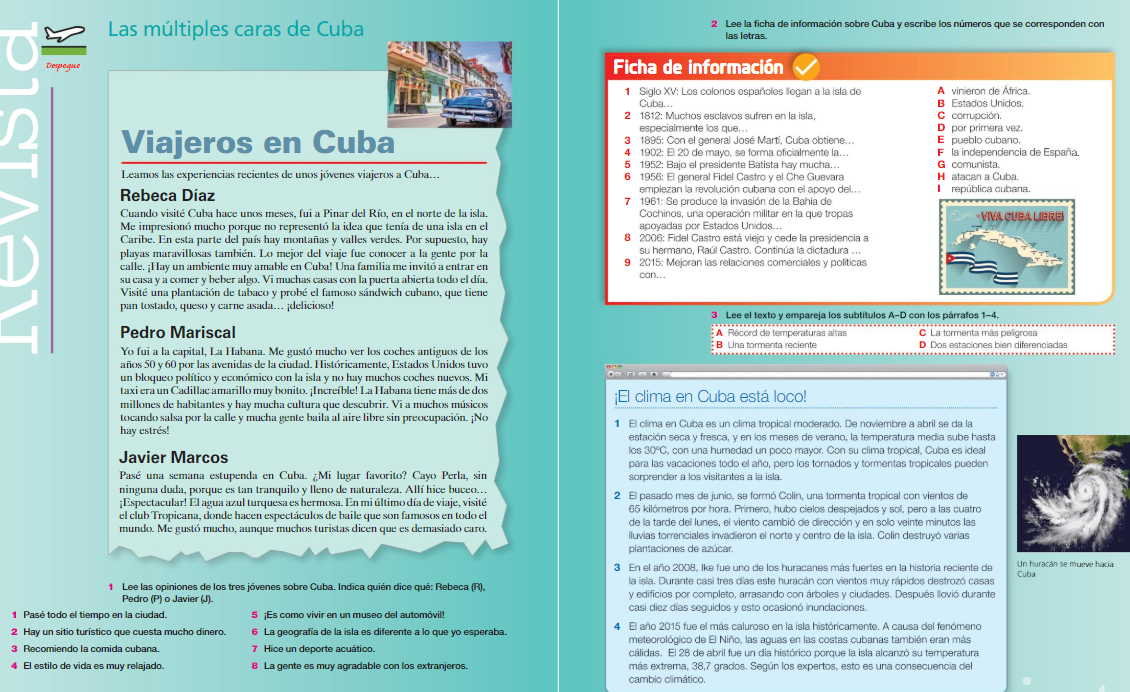 Revista
Despegue
Las múltiples caras de Cuba
Viajeros en Cuba
Leamos las experiencias recientes de unos jóvenes viajeros a Cuba…
Rebeca Díaz
Cuando visité Cuba hace unos meses, fui a Pinar del Río, en el norte de la isla.
Me impresionó mucho porque no representó la idea que tenía de una isla en el
Caribe. En esta parte del país hay montañas y valles verdes. Por supuesto, hay
playas maravillosas también. Lo mejor del viaje fue conocer a la gente por la
calle. ¡Hay un ambiente muy amable en Cuba! Una familia me invitó a entrar en
su casa y a comer y beber algo. Vi muchas casas con la puerta abierta todo el día.
Visité una plantación de tabaco y probé el famoso sándwich cubano, que tiene
pan tostado, queso y carne asada… ¡delicioso!
Pedro Mariscal
Yo fui a la capital, La Habana. Me gustó mucho ver los coches antiguos de los
años 50 y 60 por las avenidas de la ciudad. Históricamente, Estados Unidos tuvo
un bloqueo político y económico con la isla y no hay muchos coches nuevos. Mi
taxi era un Cadillac amarillo muy bonito. ¡Increíble! La Habana tiene más de dos
millones de habitantes y hay mucha cultura que descubrir. Vi a muchos músicos
tocando salsa por la calle y mucha gente baila al aire libre sin preocupación. ¡No
hay estrés!
Javier Marcos
Pasé una semana estupenda en Cuba. ¿Mi lugar favorito? Cayo Perla, sin
ninguna duda, porque es tan tranquilo y lleno de naturaleza. Allí hice buceo…
¡Espectacular! El agua azul turquesa es hermosa. En mi último día de viaje, visité
el club Tropicana, donde hacen espectáculos de baile que son famosos en todo el
mundo. Me gustó mucho, aunque muchos turistas dicen que es demasiado caro.
1 Lee las opiniones de los tres jóvenes sobre Cuba. Indica quién dice qué: Rebeca (R),
Pedro (P) o Javier (J).
1 Pasé todo el tiempo en la ciudad.
2 Hay un sitio turístico que cuesta mucho dinero.
3 Recomiendo la comida cubana.
4 El estilo de vida es muy relajado.
5 ¡Es como vivir en un museo del automóvil!
6 La geografía de la isla es diferente a lo que yo esperaba.
7 Hice un deporte acuático.
8 La gente es muy agradable con los extranjeros.
2 Lee la ficha de información sobre Cuba y escribe los números que se corresponden con
las letras.
Ficha de información
1 Siglo XV: Los colonos españoles llegan a la isla de
Cuba…
2 1812: Muchos esclavos sufren en la isla,
especialmente los que…
3 1895: Con el general José Martí, Cuba obtiene…
4 1902: El 20 de mayo, se forma oficialmente la…
5 1952: Bajo el presidente Batista hay mucha…
6 1956: El general Fidel Castro y el Che Guevara
empiezan la revolución cubana con el apoyo del…
7 1961: Se produce la invasión de la Bahía de
Cochinos, una operación militar en la que tropas
apoyadas por Estados Unidos…
8 2006: Fidel Castro está viejo y cede la presidencia a
su hermano, Raúl Castro. Continúa la dictadura …
9 2015: Mejoran las relaciones comerciales y políticas
con…
A vinieron de África.
B Estados Unidos.
C corrupción.
D por primera vez.
E pueblo cubano.
F la independencia de España.
G comunista.
H atacan a Cuba.
I república cubana.
VIVA CUBA LIBRE!
3 Lee el texto y empareja los subtítulos A–D con los párrafos 1–4.
A Récord de temperaturas altas
B Una tormenta reciente
C La tormenta más peligrosa
D Dos estaciones bien diferenciadas
¡El clima en Cuba está loco!
1 El clima en Cuba es un clima tropical moderado. De noviembre a abril se da la
estación seca y fresca, y en los meses de verano, la temperatura media sube hasta
los 30ºC, con una humedad un poco mayor. Con su clima tropical, Cuba es ideal
para las vacaciones todo el año, pero los tornados y tormentas tropicales pueden
sorprender a los visitantes a la isla.
2 El pasado mes de junio, se formó Colin, una tormenta tropical con vientos de
65 kilómetros por hora. Primero, hubo cielos despejados y sol, pero a las cuatro
de la tarde del lunes, el viento cambió de dirección y en solo veinte minutos las
lluvias torrenciales invadieron el norte y centro de la isla. Colin destruyó varias
plantaciones de azúcar.
3 En el año 2008, Ike fue uno de los huracanes más fuertes en la historia reciente de
la isla. Durante casi tres días este huracán con vientos muy rápidos destrozó casas
y edificios por completo, arrasando con árboles y ciudades. Después llovió durante
casi diez días seguidos y esto ocasionó inundaciones.
4 El año 2015 fue el más caluroso en la isla históricamente. A causa del fenómeno
meteorológico de El Niño, las aguas en las costas cubanas también eran más
cálidas. El 28 de abril fue un día histórico porque la isla alcanzó su temperatura
más extrema, 38,7 grados. Según los expertos, esto es una consecuencia del
cambio climático.
Un huracán se mueve hacia
Cuba